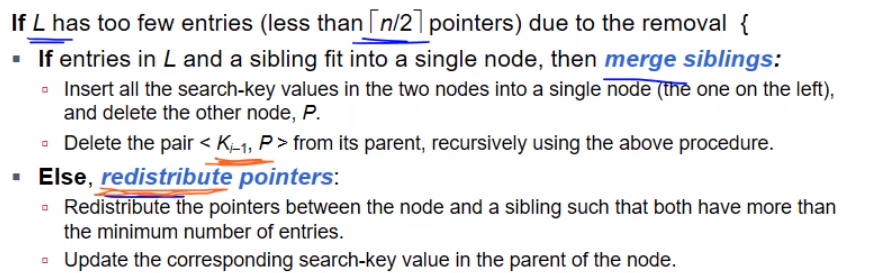 If L has too few entries (less than ⌈n/2⌉ pointers) due to the removal {
▪ If entries in L and a sibling fit into a single node, then merge siblings:
▫ Insert all the search-key values in the two nodes into a single node (the one on the left),
and delete the other node, P.
▫ Delete the pair < Kᵢ₋₁, P > from its parent, recursively using the above procedure.
▪ Else, redistribute pointers:
▫ Redistribute the pointers between the node and a sibling such that both have more than
the minimum number of entries.
▫ Update the corresponding search-key value in the parent of the node.